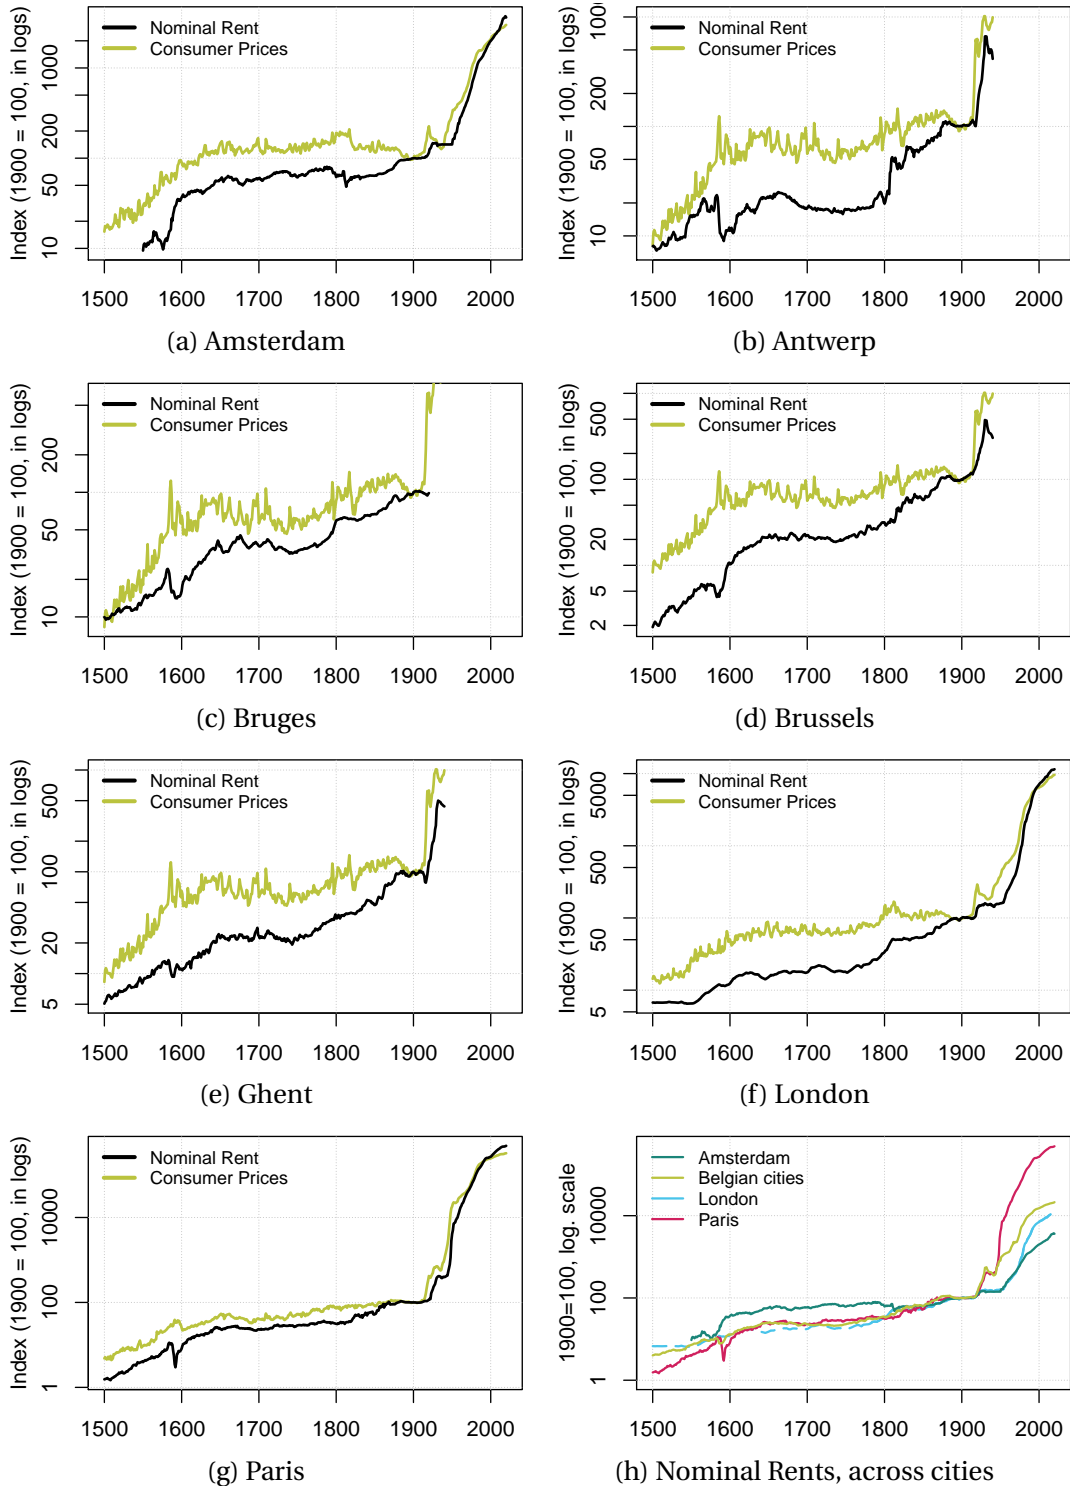 Index (1900 = 100, in logs)
Nominal Rent
Consumer Prices
1000
200
50
10
1500 1600 1700 1800 1900 2000
(a) Amsterdam
Index (1900 = 100, in logs)
Nominal Rent
Consumer Prices
200
50
10
1500 1600 1700 1800 1900 2000
(b) Antwerp
Index (1900 = 100, in logs)
Nominal Rent
Consumer Prices
200
50
10
1500 1600 1700 1800 1900 2000
(c) Bruges
Index (1900 = 100, in logs)
Nominal Rent
Consumer Prices
500
100
20
5
2
1500 1600 1700 1800 1900 2000
(d) Brussels
Index (1900 = 100, in logs)
Nominal Rent
Consumer Prices
500
100
20
5
1500 1600 1700 1800 1900 2000
(e) Ghent
Index (1900 = 100, in logs)
Nominal Rent
Consumer Prices
5000
500
50
5
1500 1600 1700 1800 1900 2000
(f) London
Index (1900 = 100, in logs)
Nominal Rent
Consumer Prices
10000
100
1
1500 1600 1700 1800 1900 2000
(g) Paris
1900=100, log. scale
Amsterdam
Belgian cities
London
Paris
10000
100
1
1500 1600 1700 1800 1900 2000
(h) Nominal Rents, across cities